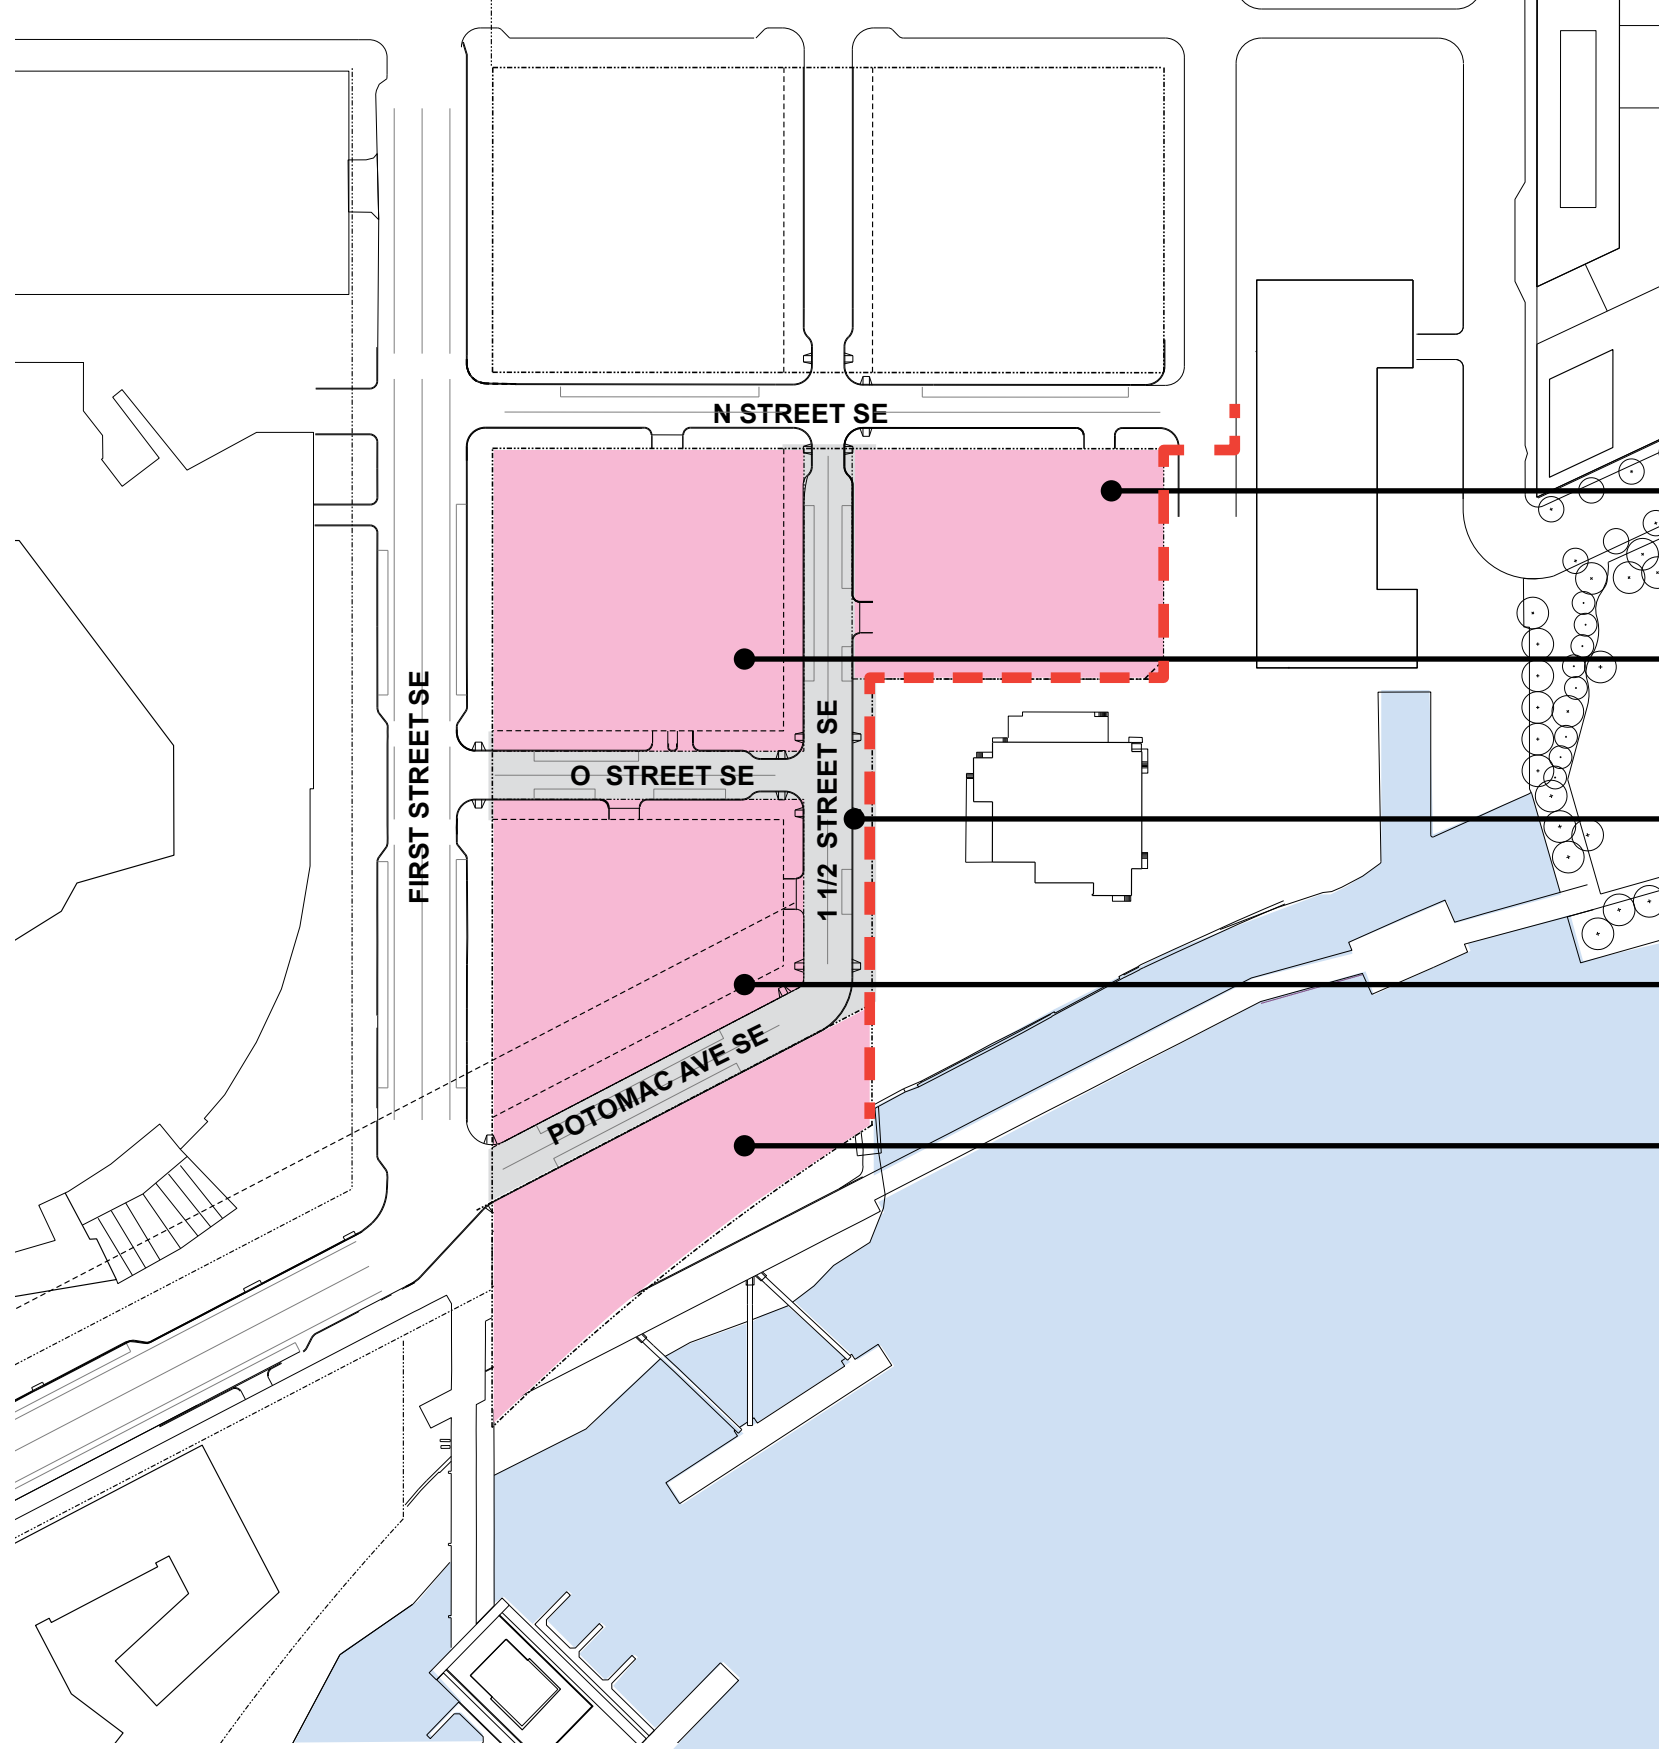 N STREET SE
FIRST STREET SE
1 1/2 STREET SE
O STREET SE
POTOMAC AVE SE